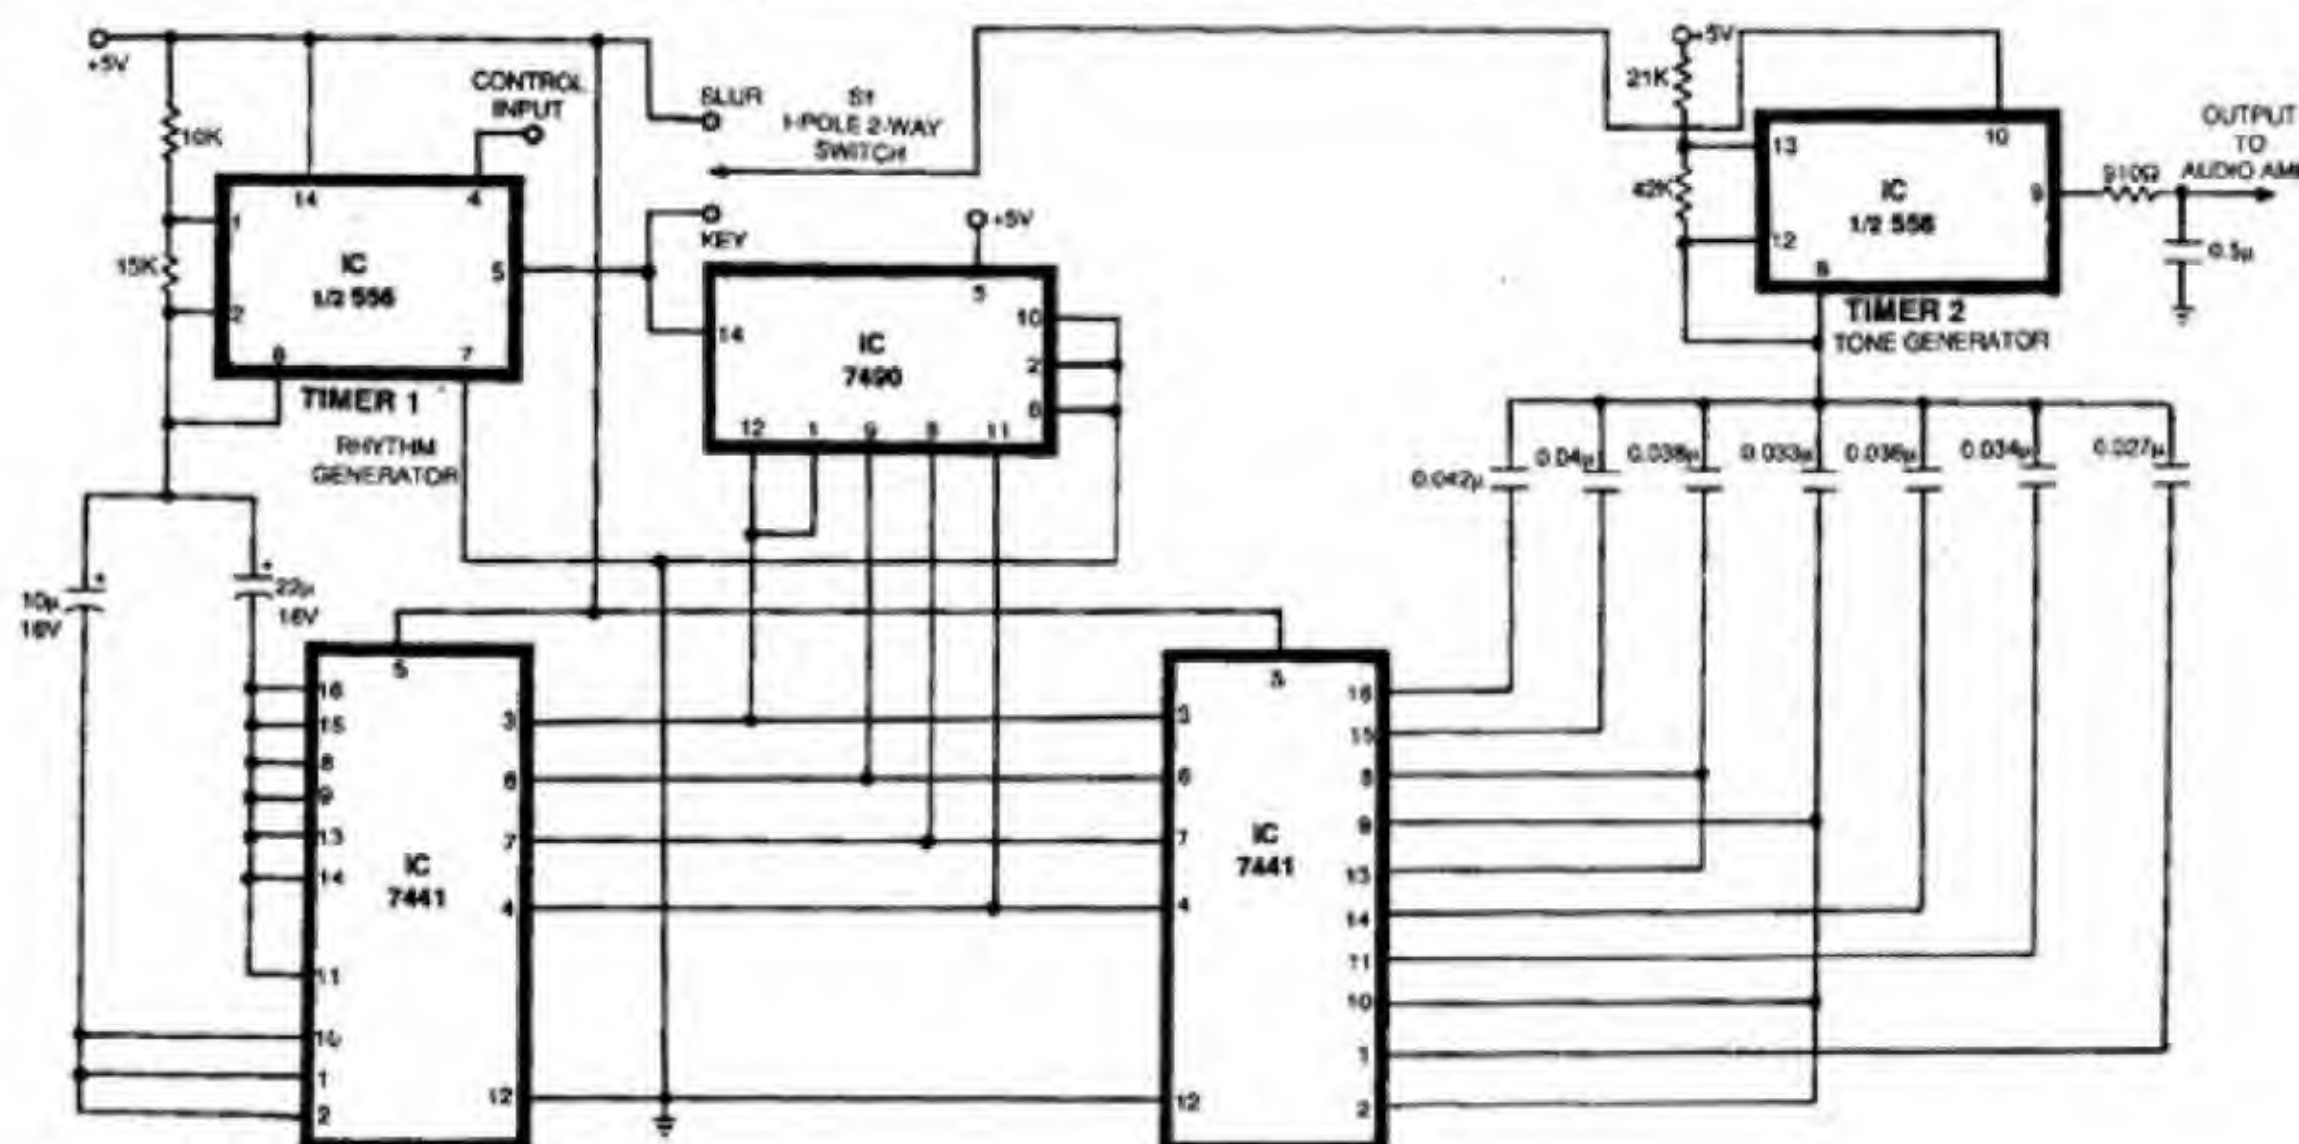 +5V
10K
15K
CONTROL
INPUT
14
4
1
2
5
6
7
IC
1/2 556
TIMER 1
RHYTHM
GENERATOR
SLUR
S1
1-POLE 2-WAY
SWITCH
KEY
+5V
5
14
10
2
6
IC
7490
12
1
9
8
11
+5V
21K
42K
13
12
10
9
8
IC
1/2 556
TIMER 2
TONE GENERATOR
910Ω
OUTPUT
TO
AUDIO AM
0.5µ
0.042µ
0.04µ
0.038µ
0.033µ
0.036µ
0.034µ
0.027µ
10µ
16V
22µ
16V
5
16
15
8
9
13
14
11
10
1
2
3
6
7
4
12
IC
7441
5
3
6
7
4
12
IC
7441
16
15
8
9
13
14
11
10
1
2